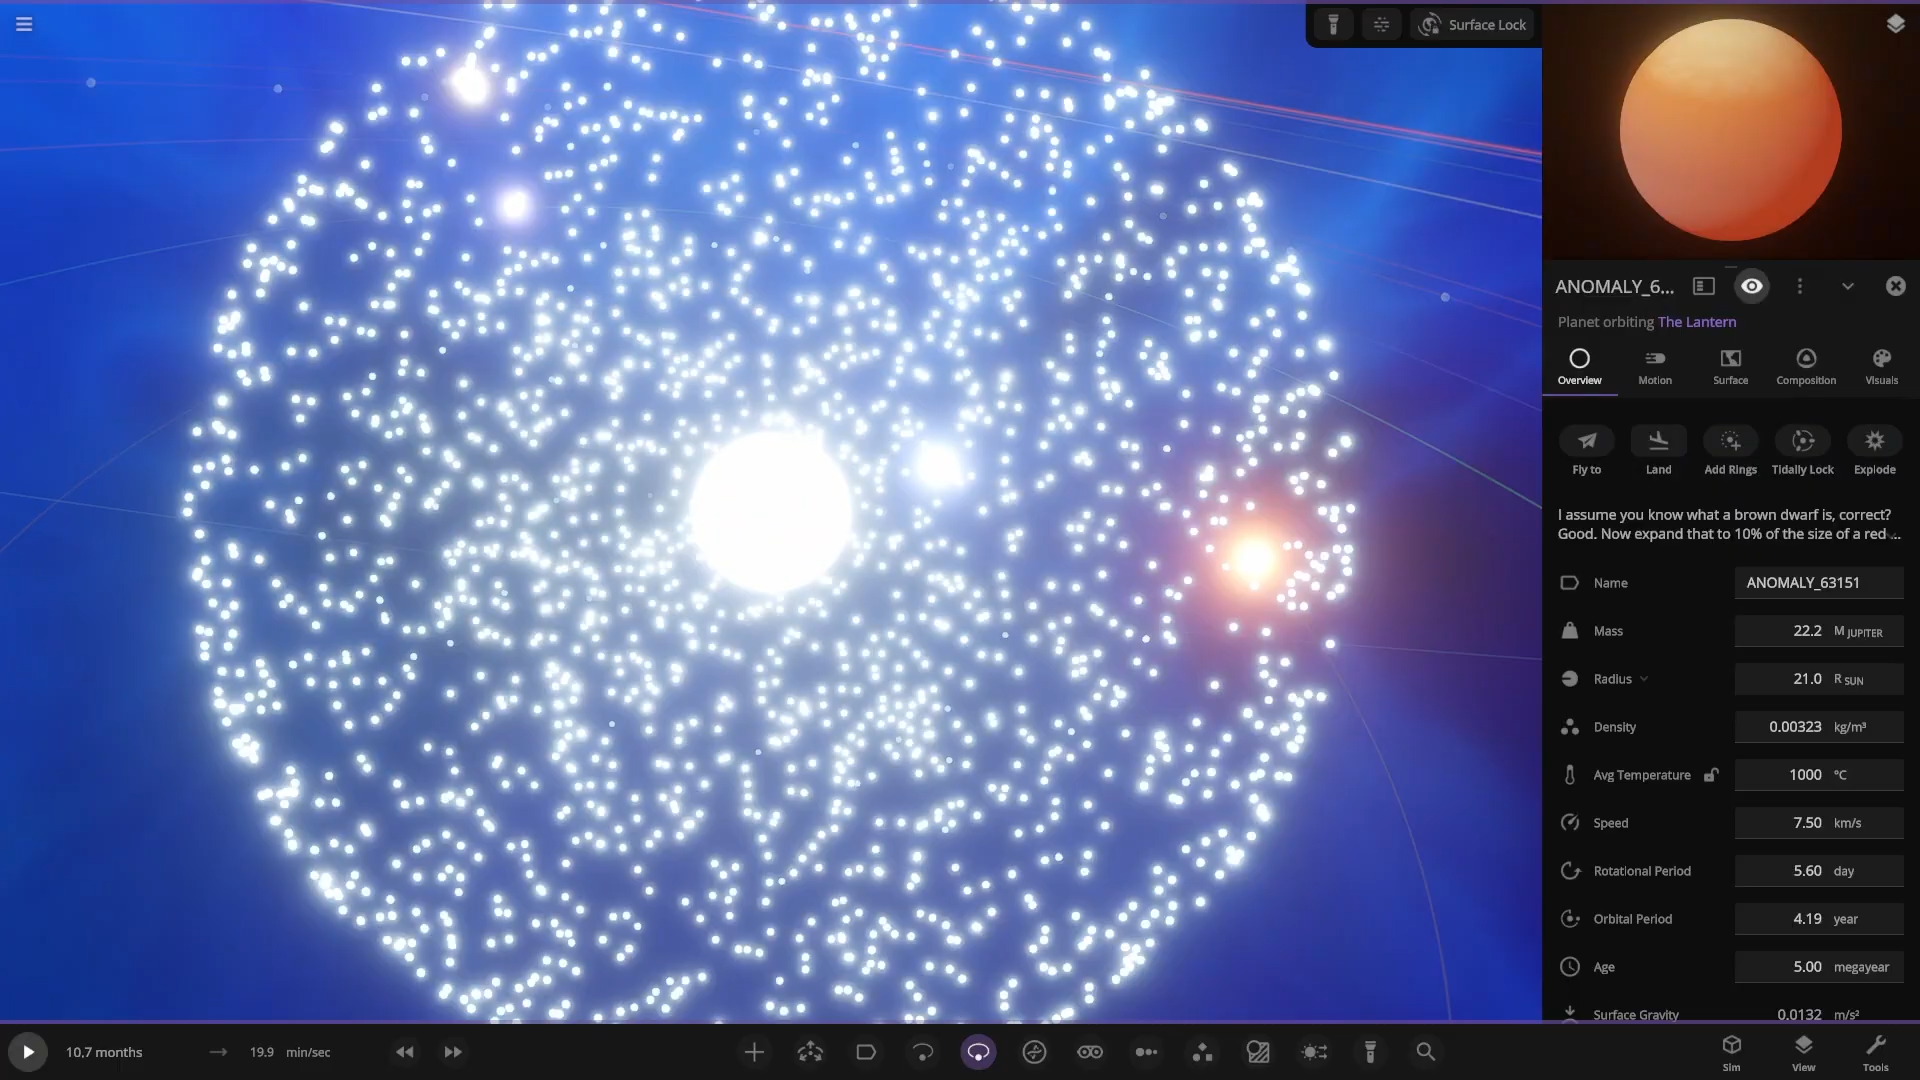 Surface Lock
ANOMALY_6...
Planet orbiting The Lantern
Overview
Motion
Surface
Composition
Visuals
Fly to
Land
Add Rings
Tidally Lock
Explode
I assume you know what a brown dwarf is, correct?
Good. Now expand that to 10% of the size of a red ...
Name ANOMALY_63151
Mass 22.2 M JUPITER
Radius 21.0 R SUN
Density 0.00323 kg/m³
Avg Temperature 1000 °C
Speed 7.50 km/s
Rotational Period 5.60 day
Orbital Period 4.19 year
Age 5.00 megayear
Surface Gravity 0.0132 m/s²
10.7 months
19.9 min/sec
Sim
View
Tools